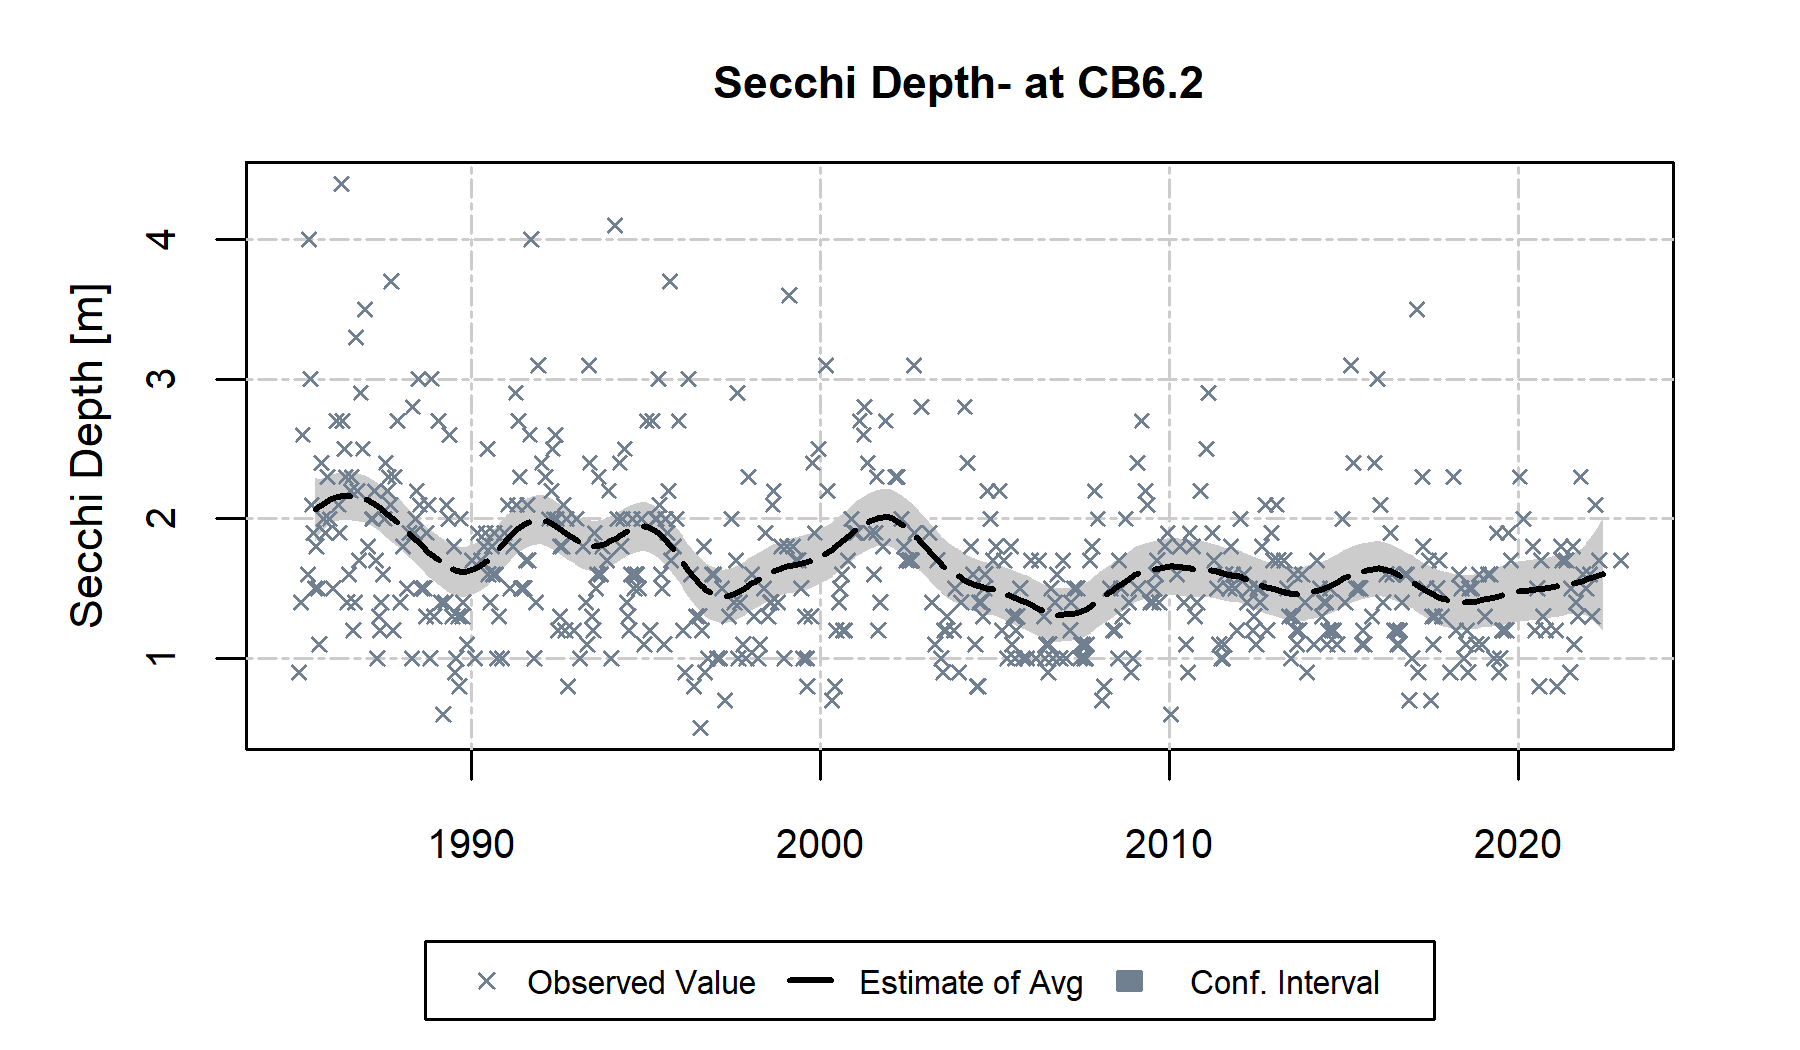 Secchi Depth- at CB6.2
Secchi Depth [m]
4
3
2
1
1990 2000 2010 2020
Observed Value Estimate of Avg Conf. Interval